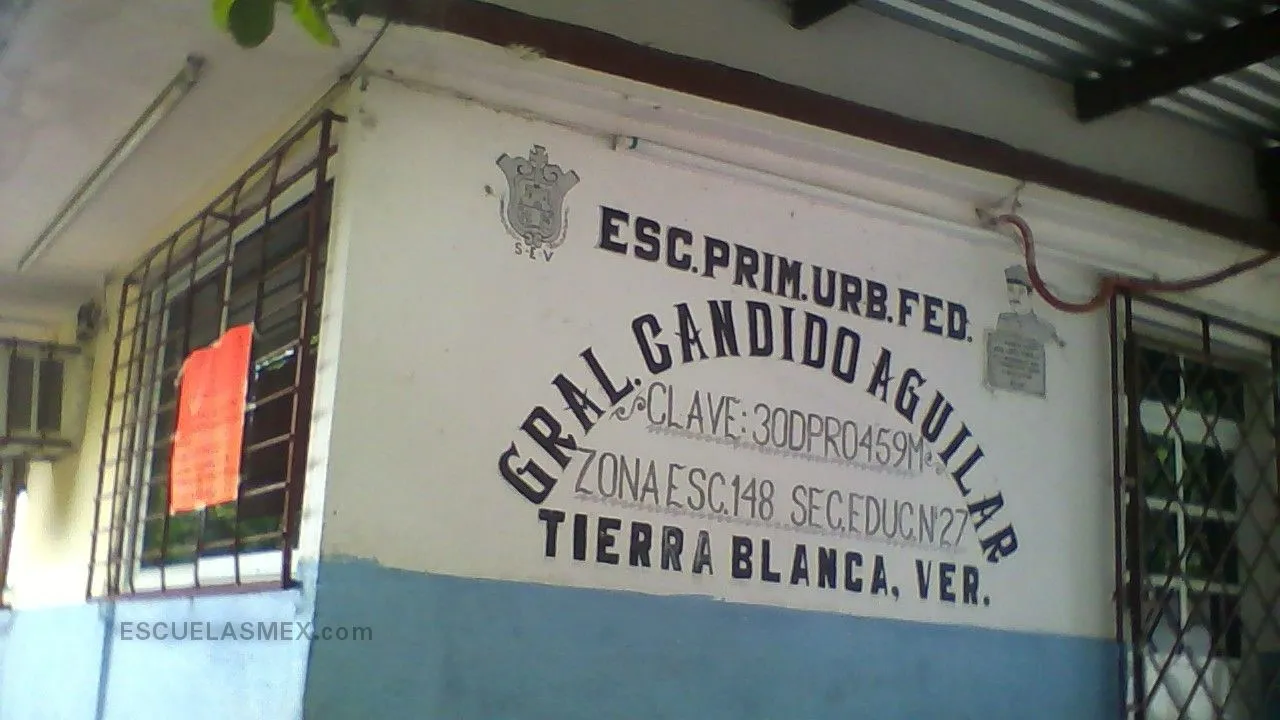 S.E.V
ESC.PRIM.URB.FED.
GRAL. CANDIDO AGUILAR
CLAVE: 30DPR0459M
ZONA ESC.148 SEC.EDUC.Nº27
TIERRA BLANCA, VER.
ESCUELASMEX.com